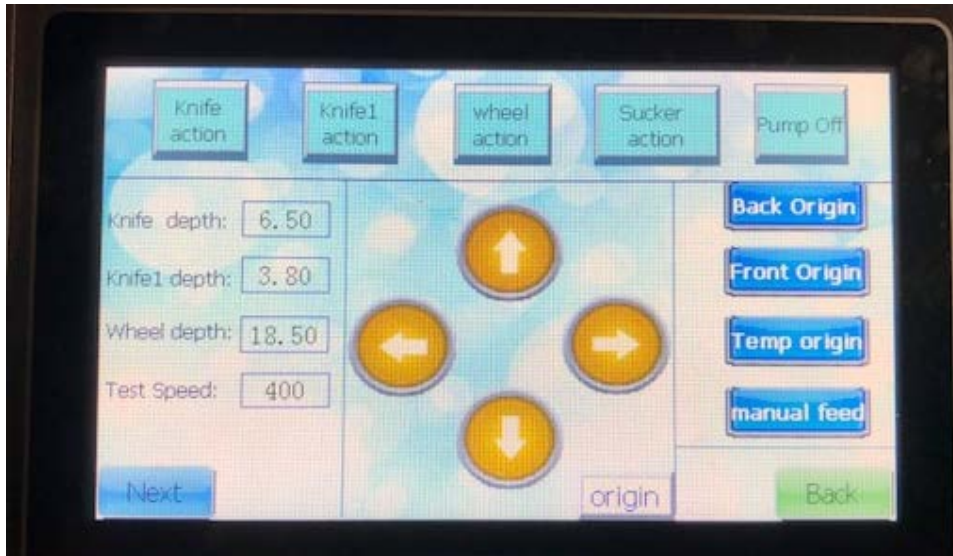 Knife
action
Knife1
action
wheel
action
Sucker
action
Pump Off
Knife depth: 6.50
Knife1 depth: 3.80
Wheel depth: 18.50
Test Speed: 400
Back Origin
Front Origin
Temp origin
manual feed
Next
origin
Back